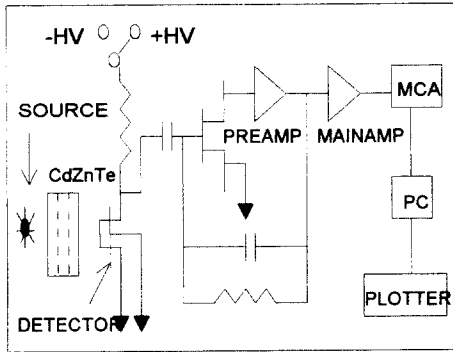 -HV +HV
SOURCE
CdZnTe
PREAMP
MAINAMP
MCA
PC
PLOTTER
DETECTOR